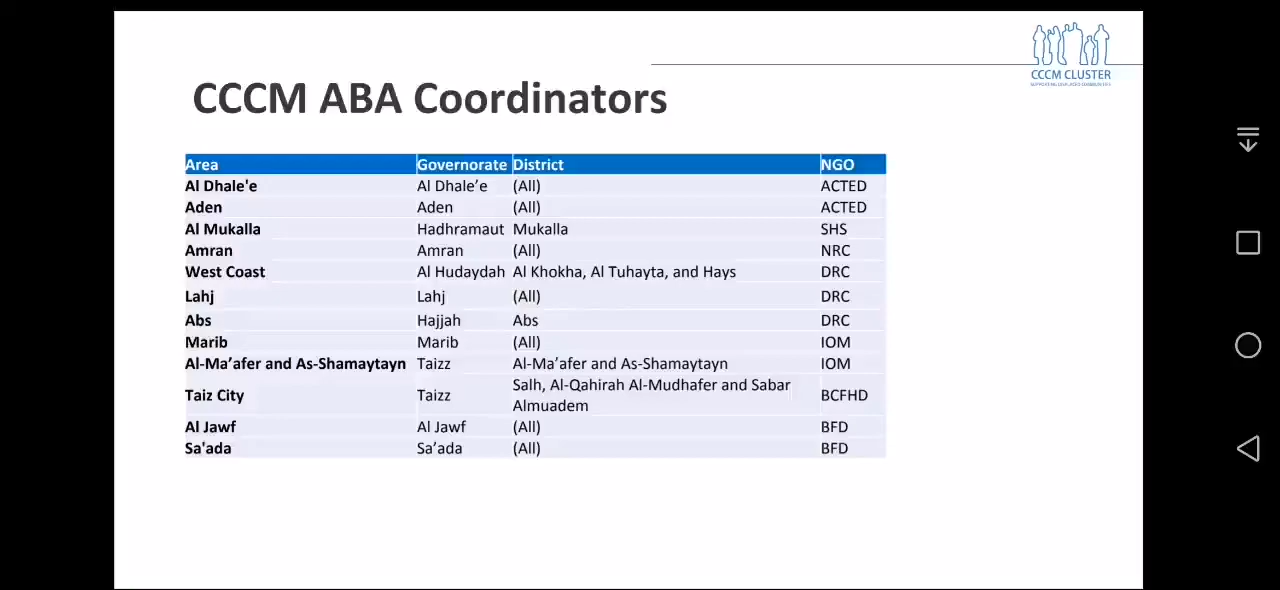 CCCM CLUSTER
CCCM ABA Coordinators
Area Governorate District NGO
Al Dhale'e Al Dhale’e (All) ACTED
Aden Aden (All) ACTED
Al Mukalla Hadhramaut Mukalla SHS
Amran Amran (All) NRC
West Coast Al Hudaydah Al Khokha, Al Tuhayta, and Hays DRC
Lahj Lahj (All) DRC
Abs Hajjah Abs DRC
Marib Marib (All) IOM
Al-Ma’afer and As-Shamaytayn Taizz Al-Ma’afer and As-Shamaytayn IOM
Taiz City Taizz Salh, Al-Qahirah Al-Mudhafer and Sabar
Almuadem BCFHD
Al Jawf Al Jawf (All) BFD
Sa'ada Sa’ada (All) BFD